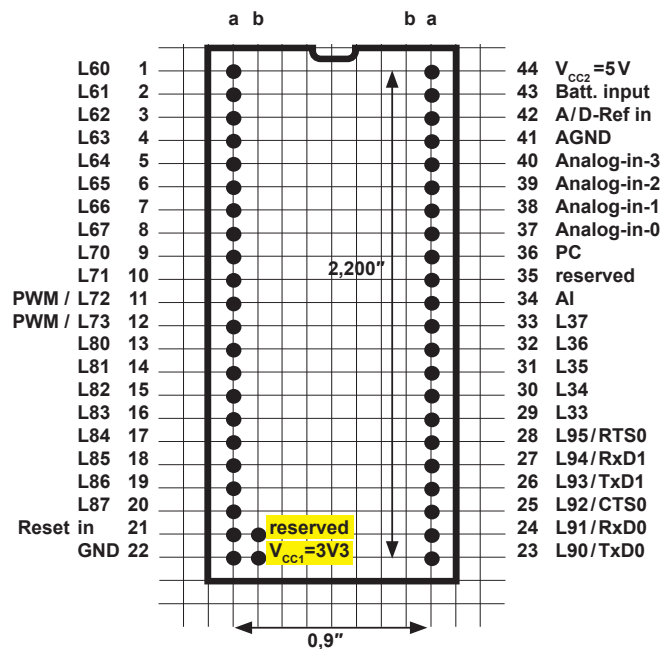 a b b a
L60 1 44 VCC2=5V
L61 2 43 Batt. input
L62 3 42 A/D-Ref in
L63 4 41 AGND
L64 5 40 Analog-in-3
L65 6 39 Analog-in-2
L66 7 38 Analog-in-1
L67 8 37 Analog-in-0
L70 9 36 PC
2,200″
L71 10 35 reserved
PWM / L72 11 34 AI
PWM / L73 12 33 L37
L80 13 32 L36
L81 14 31 L35
L82 15 30 L34
L83 16 29 L33
L84 17 28 L95/RTS0
L85 18 27 L94/RxD1
L86 19 26 L93/TxD1
L87 20 25 L92/CTS0
Reset in 21 reserved 24 L91/RxD0
GND 22 VCC1=3V3 23 L90/TxD0
0,9″